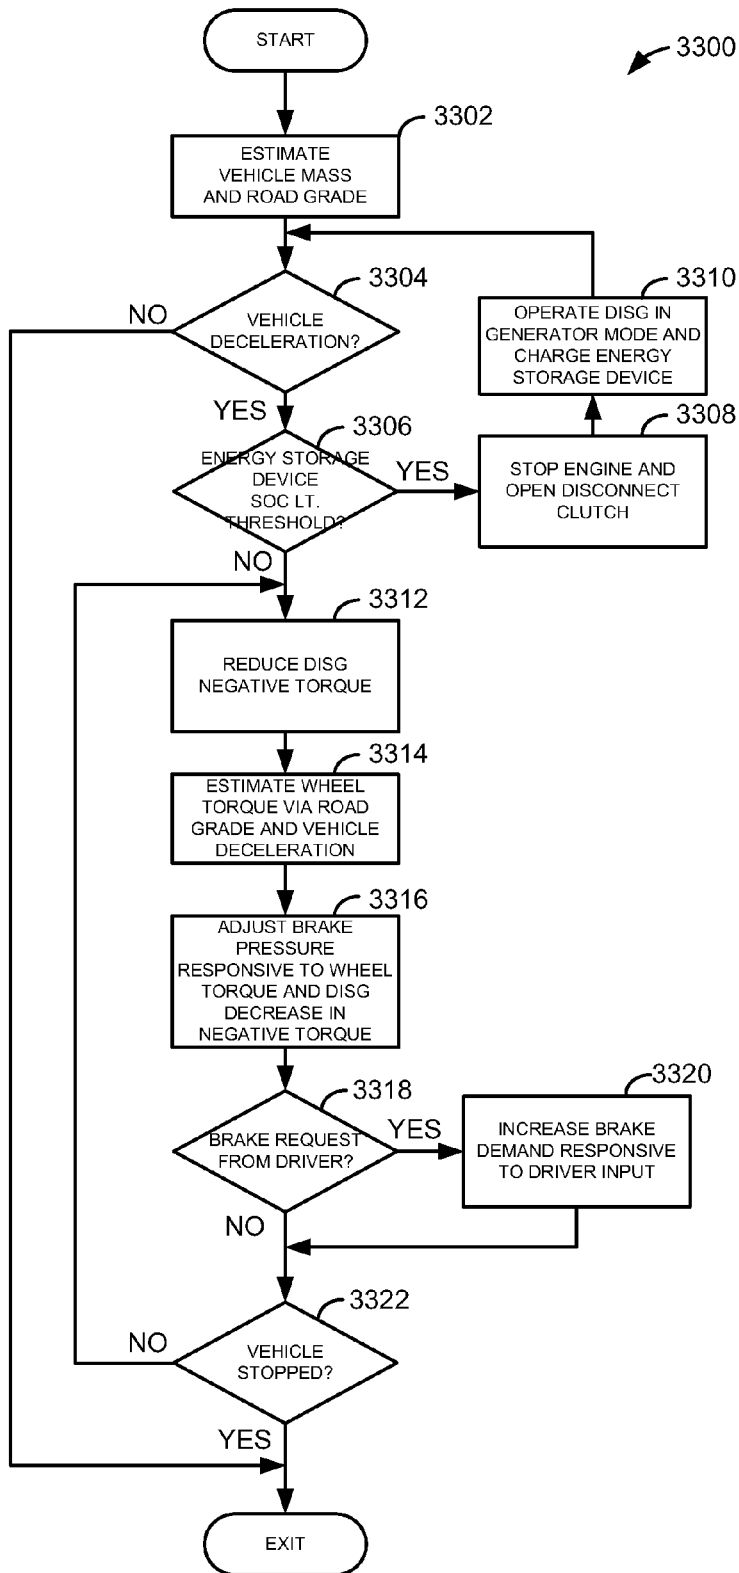 START
3300
3302
ESTIMATE
VEHICLE MASS
AND ROAD GRADE
3304
NO
VEHICLE
DECELERATION?
3310
OPERATE DISG IN
GENERATOR MODE AND
CHARGE ENERGY
STORAGE DEVICE
YES
3306
ENERGY STORAGE
DEVICE
SOC LT.
THRESHOLD?
YES
3308
STOP ENGINE AND
OPEN DISCONNECT
CLUTCH
NO
3312
REDUCE DISG
NEGATIVE TORQUE
3314
ESTIMATE WHEEL
TORQUE VIA ROAD
GRADE AND VEHICLE
DECELERATION
3316
ADJUST BRAKE
PRESSURE
RESPONSIVE TO WHEEL
TORQUE AND DISG
DECREASE IN
NEGATIVE TORQUE
3318
BRAKE REQUEST
FROM DRIVER?
YES
3320
INCREASE BRAKE
DEMAND RESPONSIVE
TO DRIVER INPUT
NO
3322
NO
VEHICLE
STOPPED?
YES
EXIT